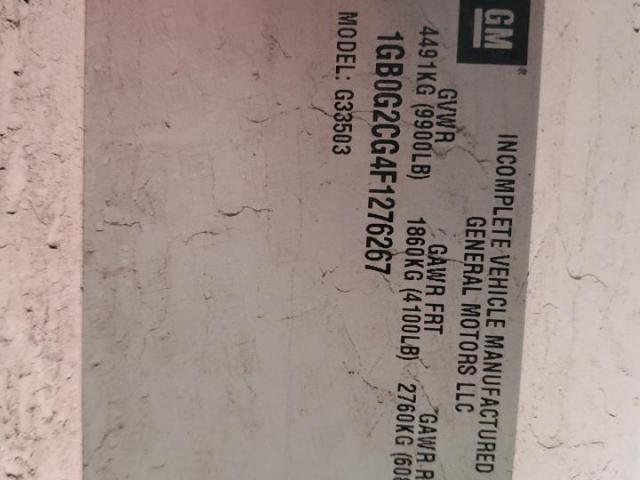 GM
INCOMPLETE VEHICLE MANUFACTURED
GENERAL MOTORS LLC
GVWR GAWR FRT GAWR R
4491KG (9900LB) 1860KG (4100LB) 2760KG (608
1GB0G2CG4F1276267
MODEL: G33503